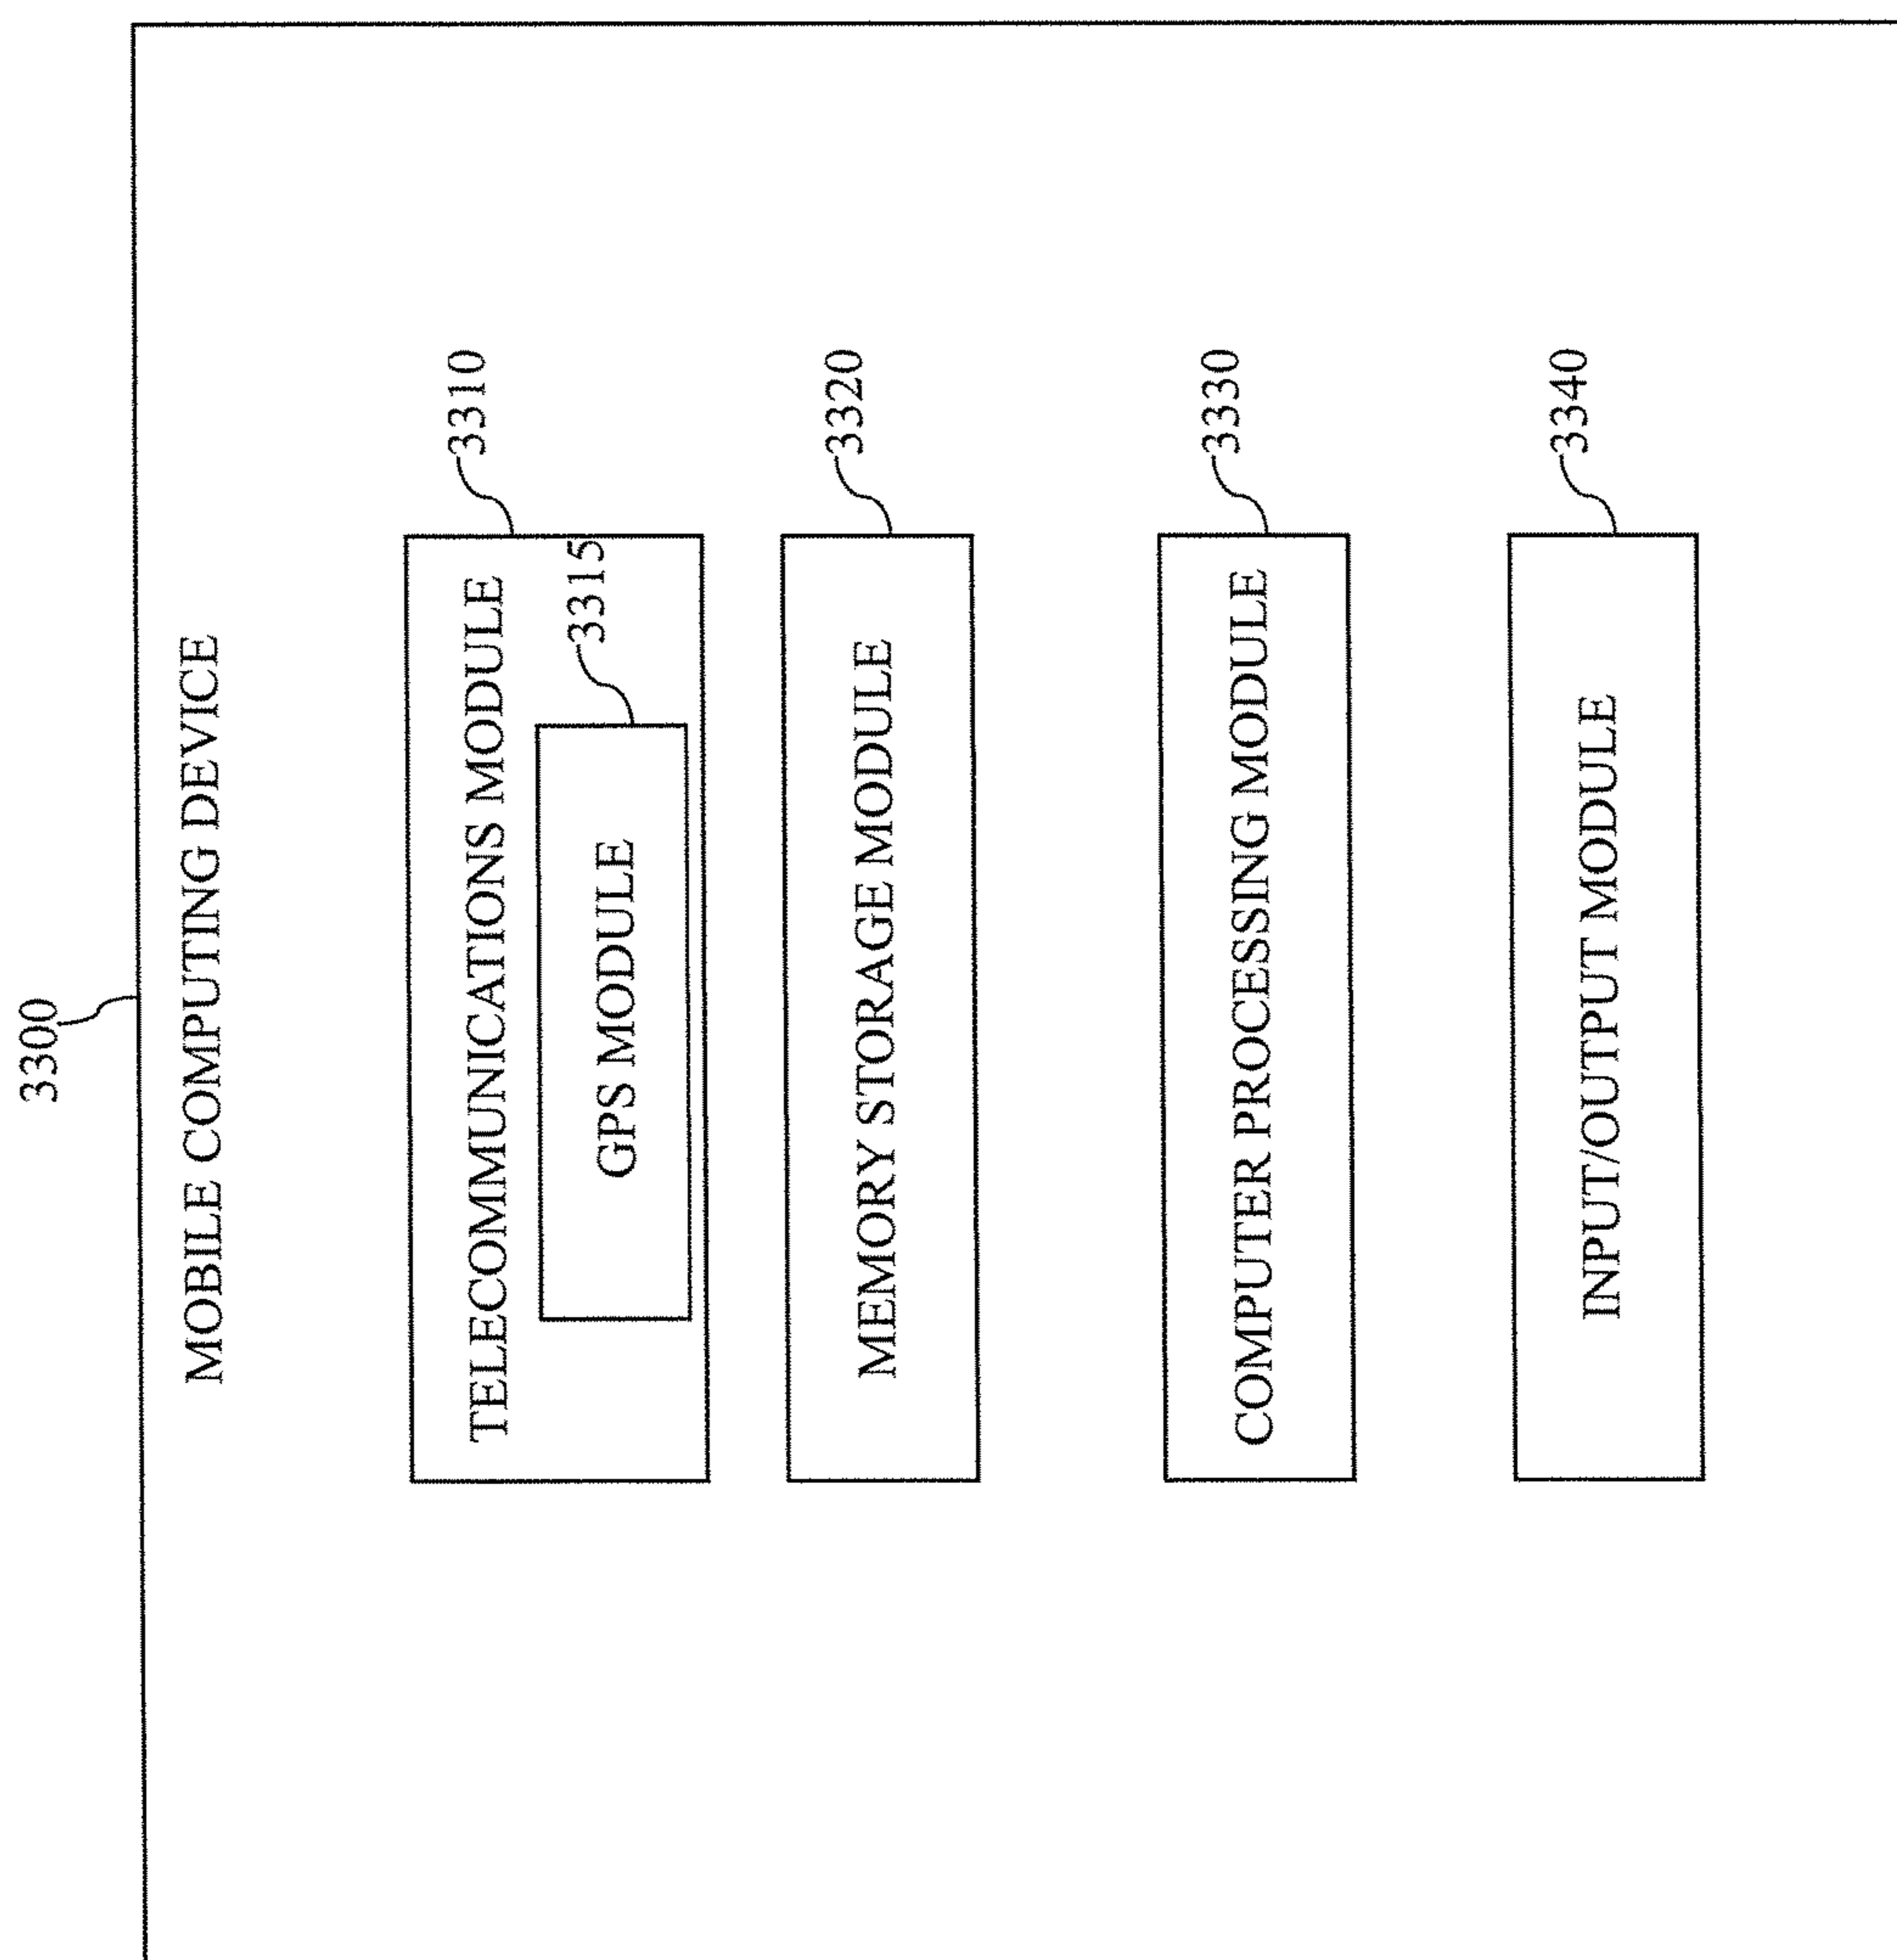 3300
MOBILE COMPUTING DEVICE
3310
TELECOMMUNICATIONS MODULE
3315
GPS MODULE
3320
MEMORY STORAGE MODULE
3330
COMPUTER PROCESSING MODULE
3340
INPUT/OUTPUT MODULE